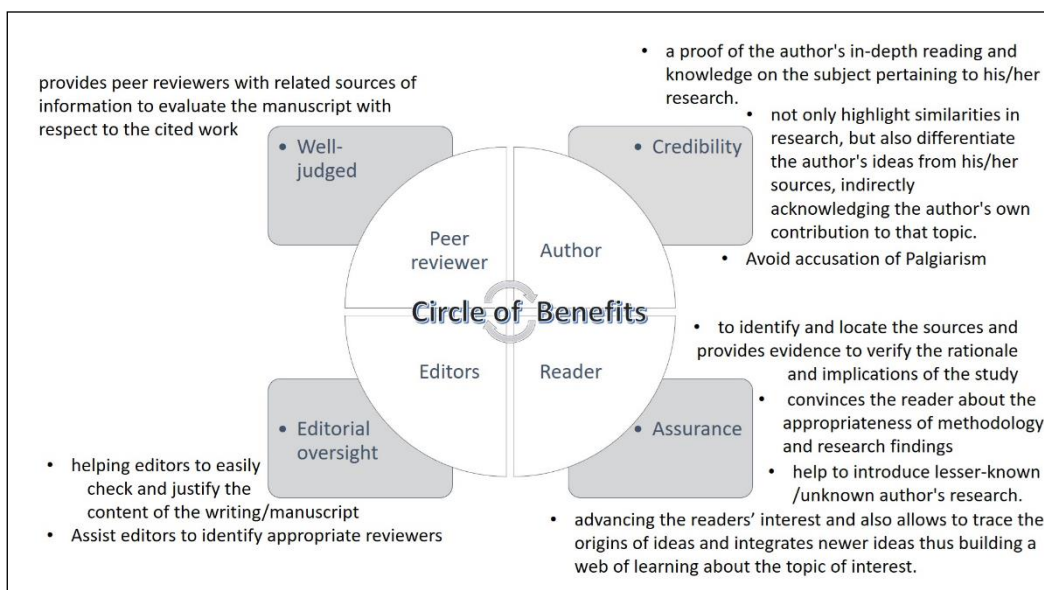 provides peer reviewers with related sources of
information to evaluate the manuscript with
respect to the cited work
• Well-
judged
Peer
reviewer
• a proof of the author's in-depth reading and
knowledge on the subject pertaining to his/her
research.
• not only highlight similarities in
research, but also differentiate
the author's ideas from his/her
sources, indirectly
acknowledging the author's own
contribution to that topic.
• Avoid accusation of Palgiarism
• Credibility
Author
Circle of Benefits
Editors
• Editorial
oversight
• helping editors to easily
check and justify the
content of the writing/manuscript
• Assist editors to identify appropriate reviewers
Reader
• Assurance
• to identify and locate the sources and
provides evidence to verify the rationale
and implications of the study
• convinces the reader about the
appropriateness of methodology
and research findings
• help to introduce lesser-known
/unknown author's research.
• advancing the readers’ interest and also allows to trace the
origins of ideas and integrates newer ideas thus building a
web of learning about the topic of interest.